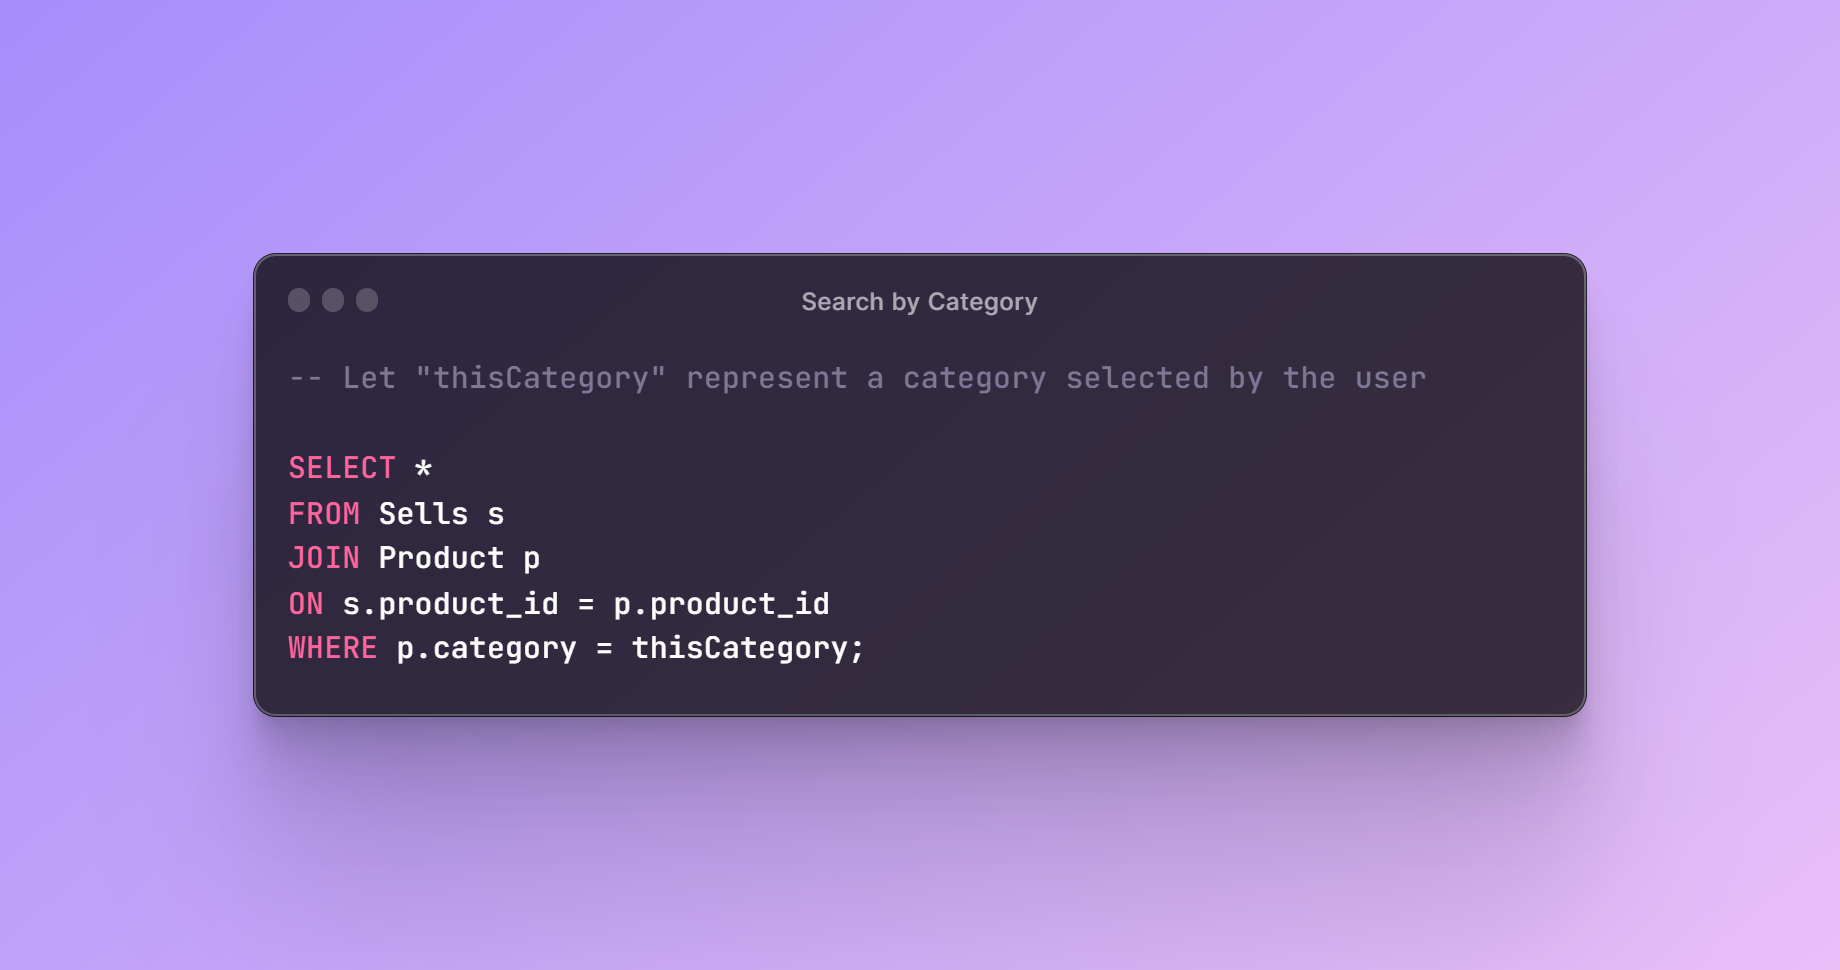 Search by Category
-- Let "thisCategory" represent a category selected by the user
SELECT *
FROM Sells s
JOIN Product p
ON s.product_id = p.product_id
WHERE p.category = thisCategory;